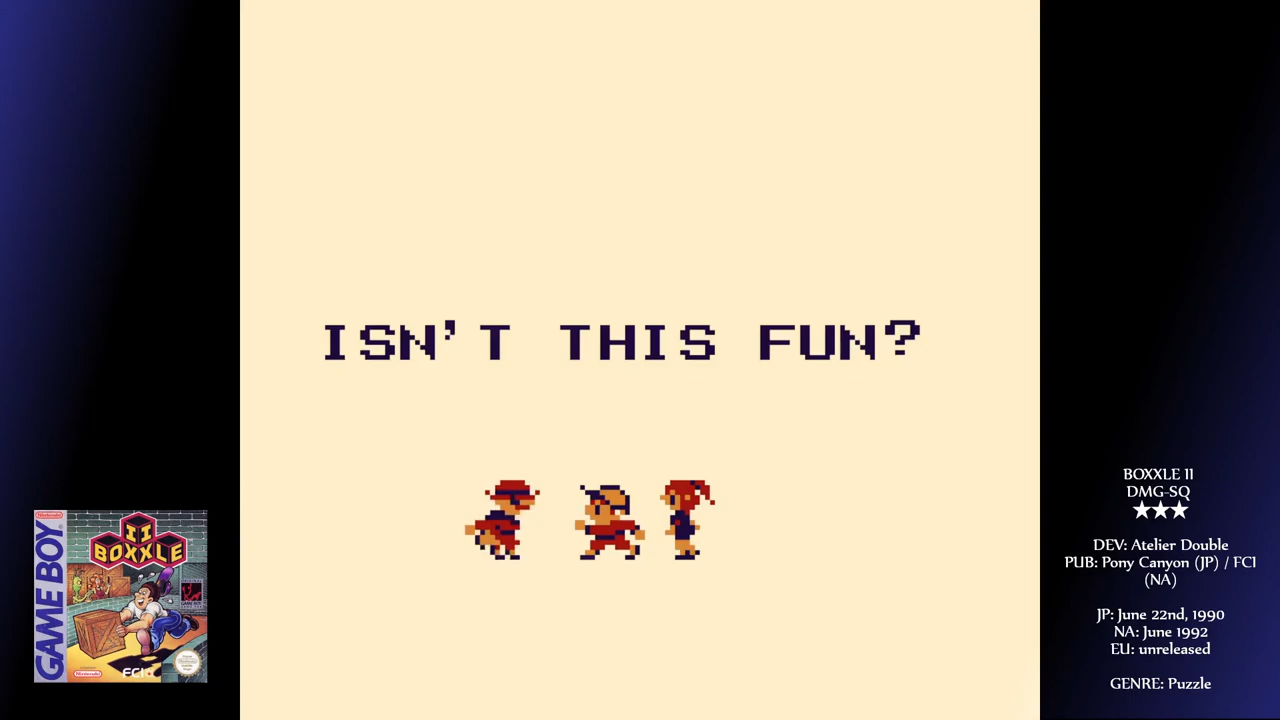 ISN'T THIS FUN?
GAME BOY
II
BOXXLE
Nintendo
FCI
BOXXLE II
DMG-SQ
★★★
DEV: Atelier Double
PUB: Pony Canyon (JP) / FCI
(NA)
JP: June 22nd, 1990
NA: June 1992
EU: unreleased
GENRE: Puzzle